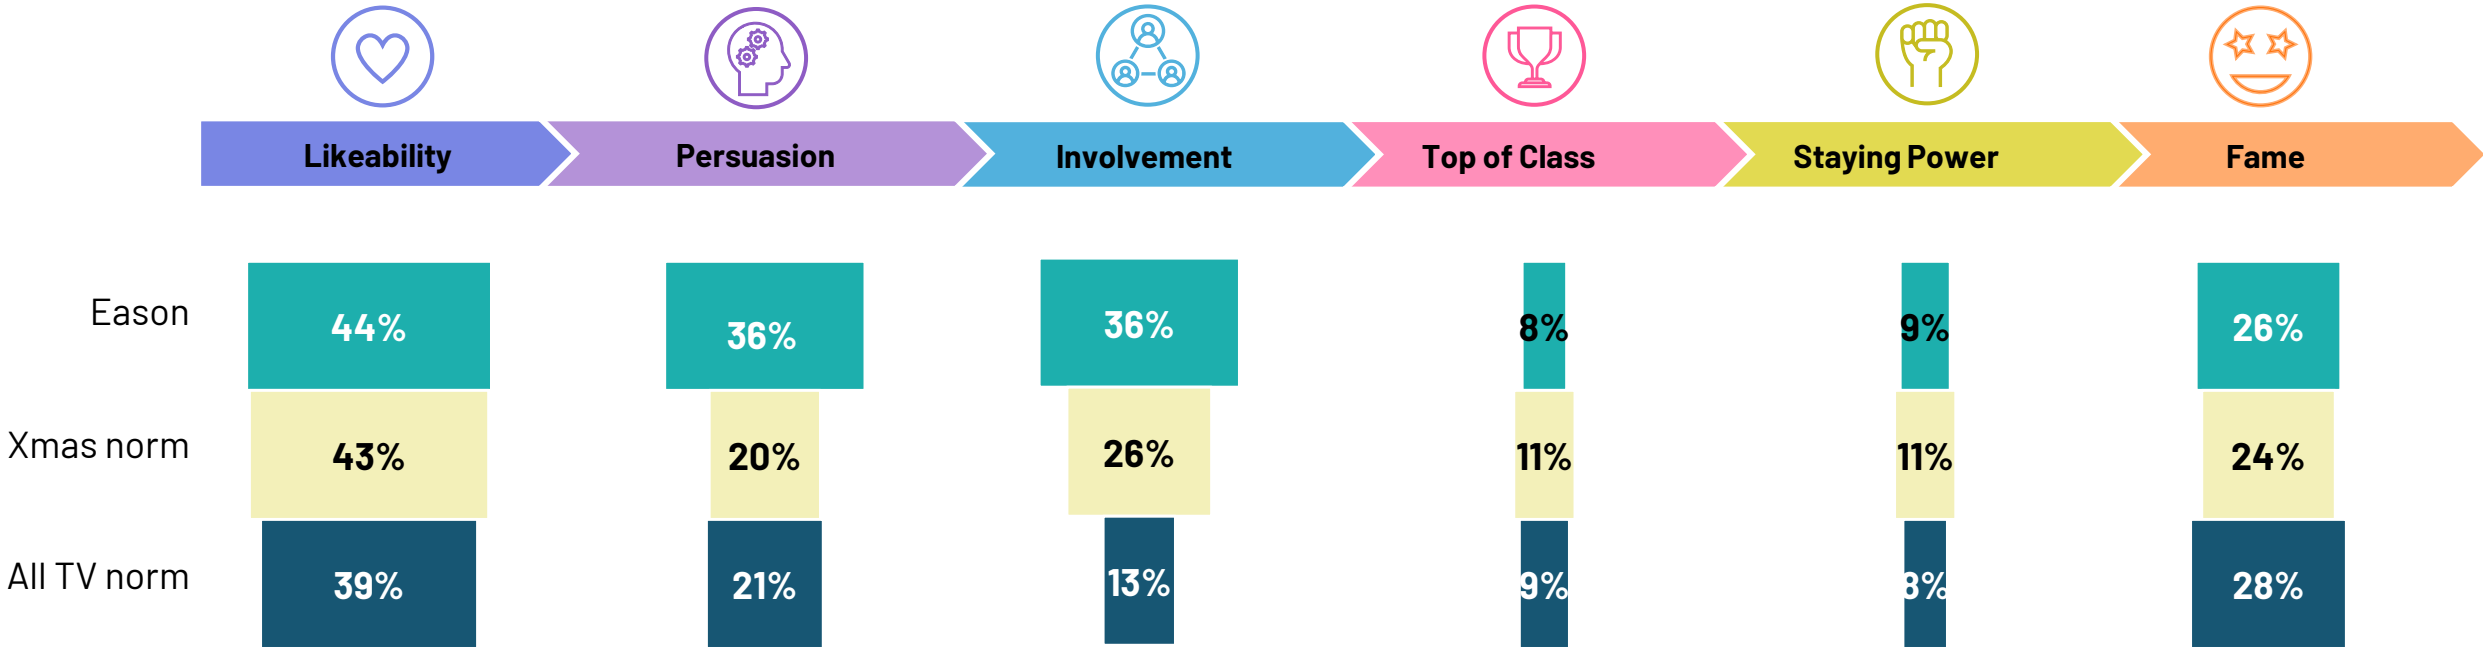 Likeability Persuasion Involvement Top of Class Staying Power Fame
Eason 44% 36% 36% 8% 9% 26%
Xmas norm 43% 20% 26% 11% 11% 24%
All TV norm 39% 21% 13% 9% 8% 28%